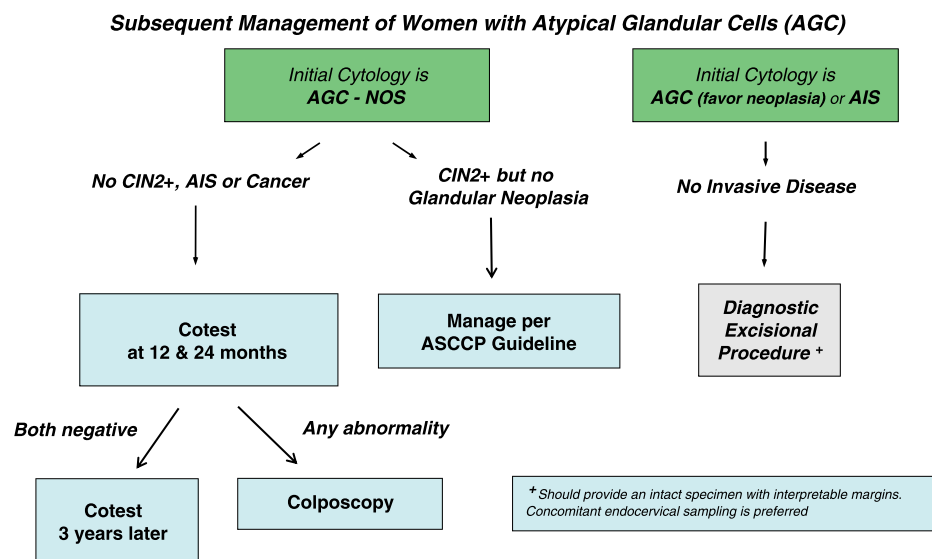 Subsequent Management of Women with Atypical Glandular Cells (AGC)
Initial Cytology is
AGC - NOS
Initial Cytology is
AGC (favor neoplasia) or AIS
No CIN2+, AIS or Cancer
CIN2+ but no
Glandular Neoplasia
No Invasive Disease
Cotest
at 12 & 24 months
Manage per
ASCCP Guideline
Diagnostic
Excisional
Procedure +
Both negative
Any abnormality
Cotest
3 years later
Colposcopy
+ Should provide an intact specimen with interpretable margins.
Concomitant endocervical sampling is preferred